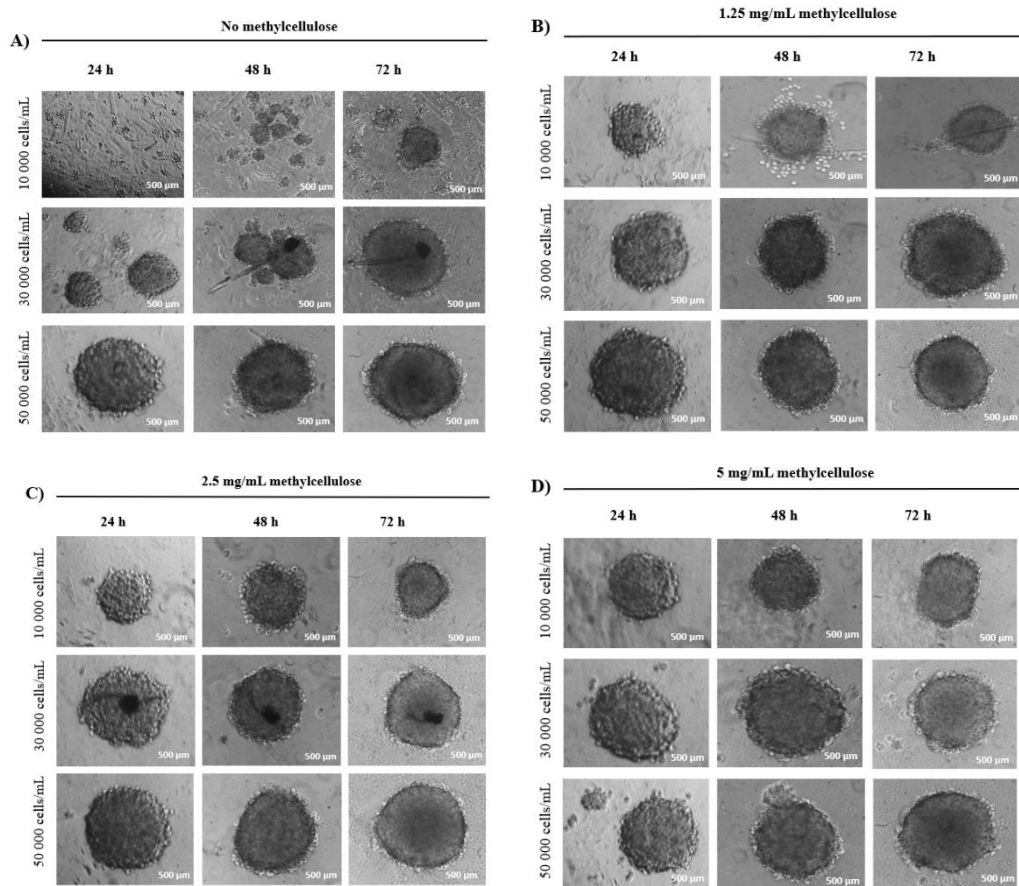 A)
No methylcellulose
24 h
48 h
72 h
10 000 cells/mL
500 µm
500 µm
500 µm
30 000 cells/mL
500 µm
500 µm
500 µm
50 000 cells/mL
500 µm
500 µm
500 µm
B)
1.25 mg/mL methylcellulose
24 h
48 h
72 h
10 000 cells/mL
500 µm
500 µm
500 µm
30 000 cells/mL
500 µm
500 µm
500 µm
50 000 cells/mL
500 µm
500 µm
500 µm
C)
2.5 mg/mL methylcellulose
24 h
48 h
72 h
10 000 cells/mL
500 µm
500 µm
500 µm
30 000 cells/mL
500 µm
500 µm
500 µm
50 000 cells/mL
500 µm
500 µm
500 µm
D)
5 mg/mL methylcellulose
24 h
48 h
72 h
10 000 cells/mL
500 µm
500 µm
500 µm
30 000 cells/mL
500 µm
500 µm
500 µm
50 000 cells/mL
500 µm
500 µm
500 µm